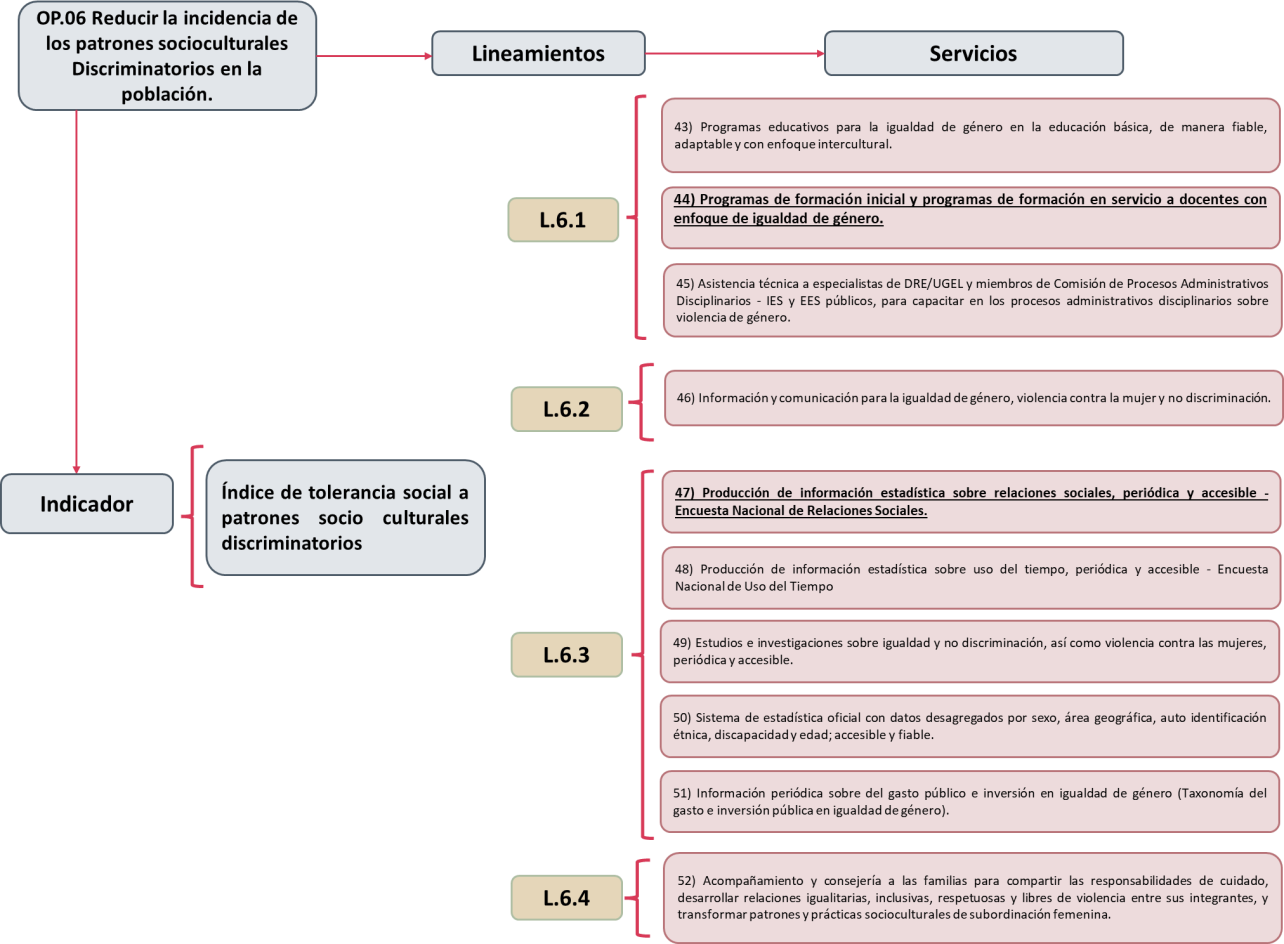 OP.06 Reducir la incidencia de
los patrones socioculturales
Discriminatorios en la
población.
Lineamientos
Servicios
L.6.1
43) Programas educativos para la igualdad de género en la educación básica, de manera fiable,
adaptable y con enfoque intercultural.
44) Programas de formación inicial y programas de formación en servicio a docentes con
enfoque de igualdad de género.
45) Asistencia técnica a especialistas de DRE/UGEL y miembros de Comisión de Procesos Administrativos
Disciplinarios - IES y EES públicos, para capacitar en los procesos administrativos disciplinarios sobre
violencia de género.
L.6.2
46) Información y comunicación para la igualdad de género, violencia contra la mujer y no discriminación.
Indicador
Índice de tolerancia social a
patrones socio culturales
discriminatorios
L.6.3
47) Producción de información estadística sobre relaciones sociales, periódica y accesible -
Encuesta Nacional de Relaciones Sociales.
48) Producción de información estadística sobre uso del tiempo, periódica y accesible - Encuesta
Nacional de Uso del Tiempo
49) Estudios e investigaciones sobre igualdad y no discriminación, así como violencia contra las mujeres,
periódica y accesible.
50) Sistema de estadística oficial con datos desagregados por sexo, área geográfica, auto identificación
étnica, discapacidad y edad; accesible y fiable.
51) Información periódica sobre del gasto público e inversión en igualdad de género (Taxonomía del
gasto e inversión pública en igualdad de género).
L.6.4
52) Acompañamiento y consejería a las familias para compartir las responsabilidades de cuidado,
desarrollar relaciones igualitarias, inclusivas, respetuosas y libres de violencia entre sus integrantes, y
transformar patrones y prácticas socioculturales de subordinación femenina.